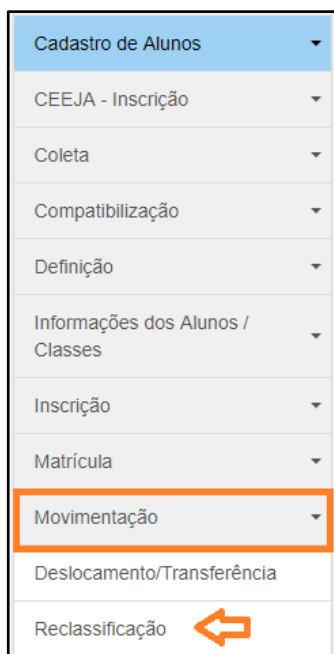 Cadastro de Alunos
CEEJA - Inscrição
Coleta
Compatibilização
Definição
Informações dos Alunos /
Classes
Inscrição
Matrícula
Movimentação
Deslocamento/Transferência
Reclassificação